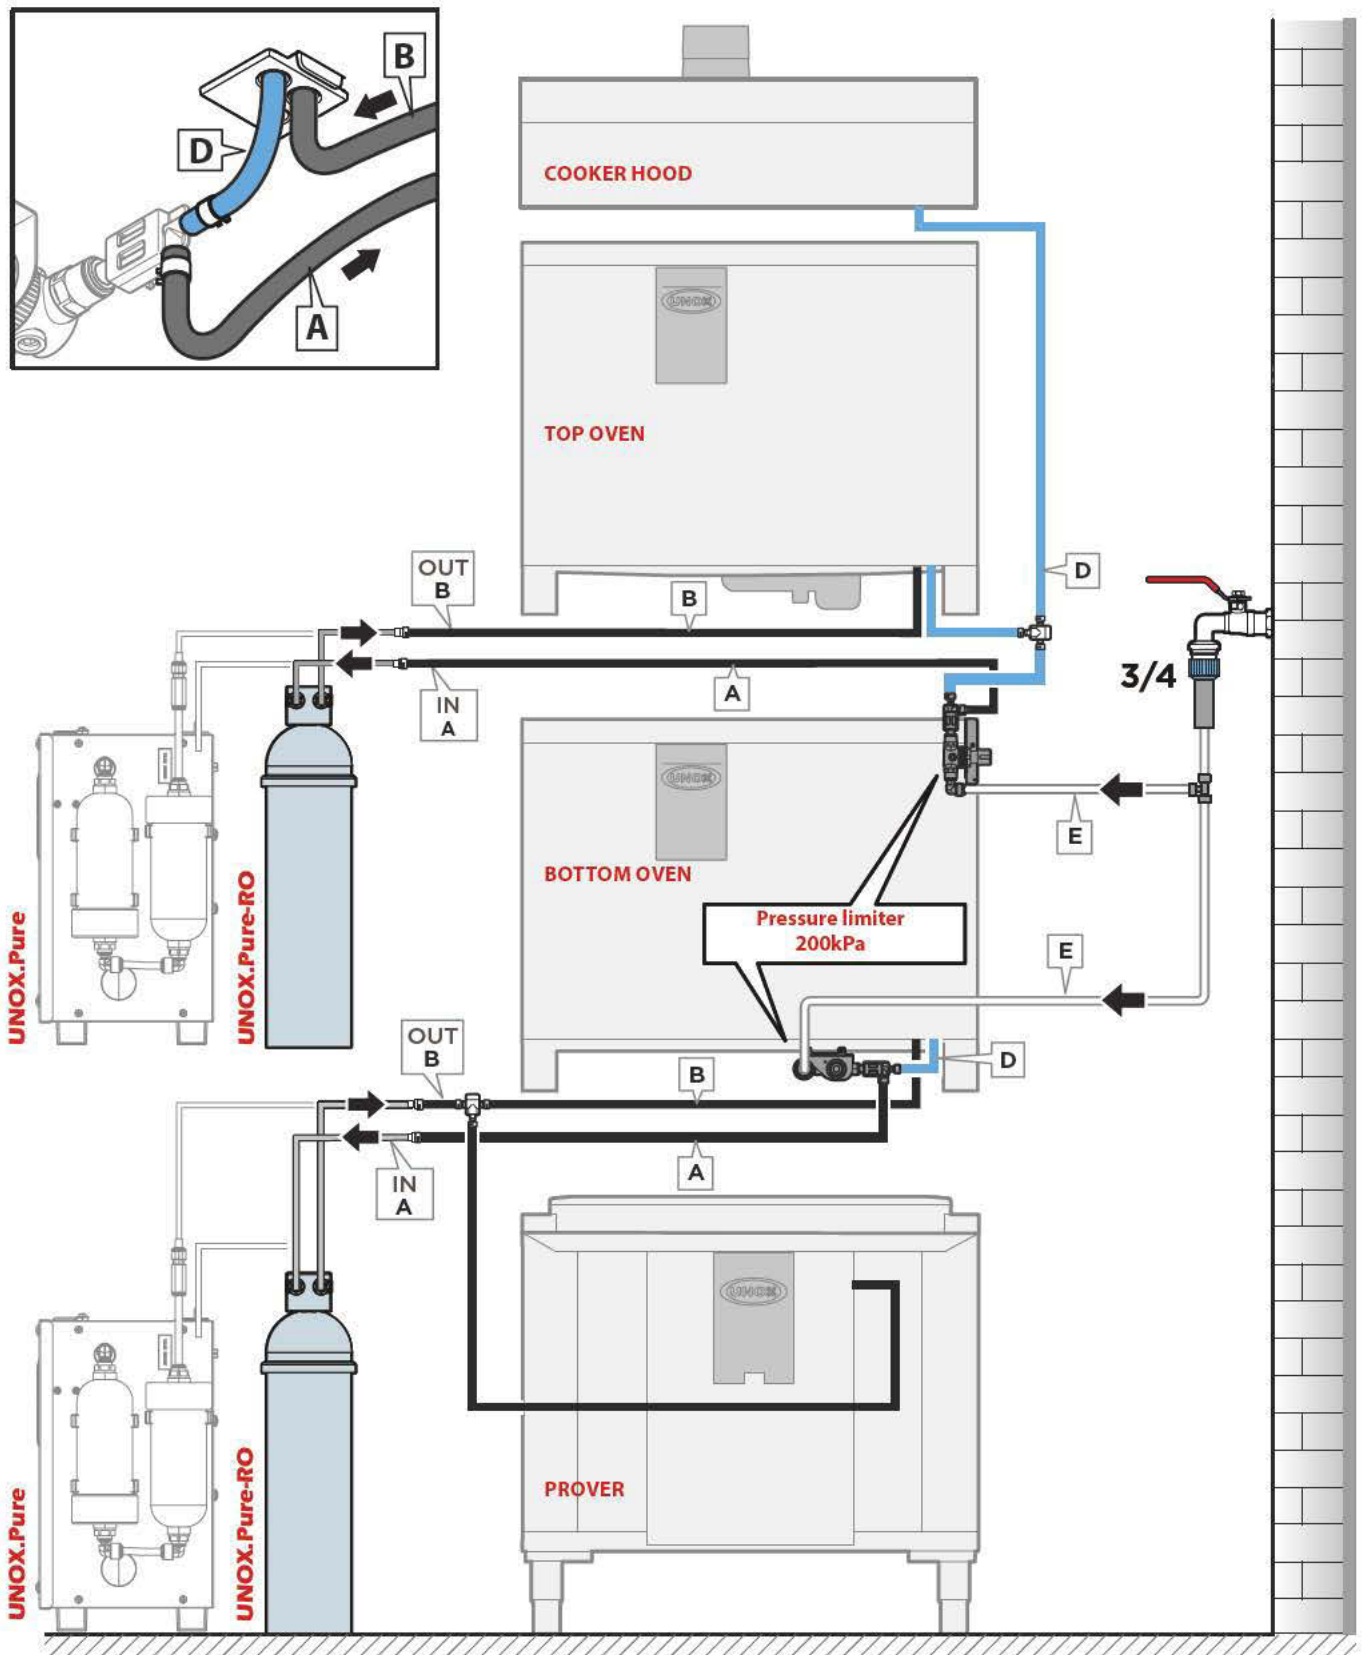 B
D
A
COOKER HOOD
UNOX
TOP OVEN
OUT
B
B
D
IN
A
A
3/4
UNOX
E
BOTTOM OVEN
Pressure limiter
200kPa
UNOX.Pure
UNOX.Pure-RO
E
OUT
B
B
D
IN
A
A
UNOX
PROVER
UNOX.Pure
UNOX.Pure-RO